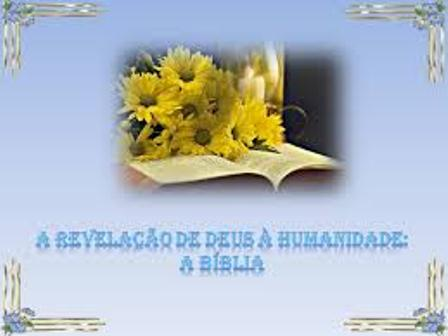 A REVELAÇÃO DE DEUS À HUMANIDADE:
A BÍBLIA